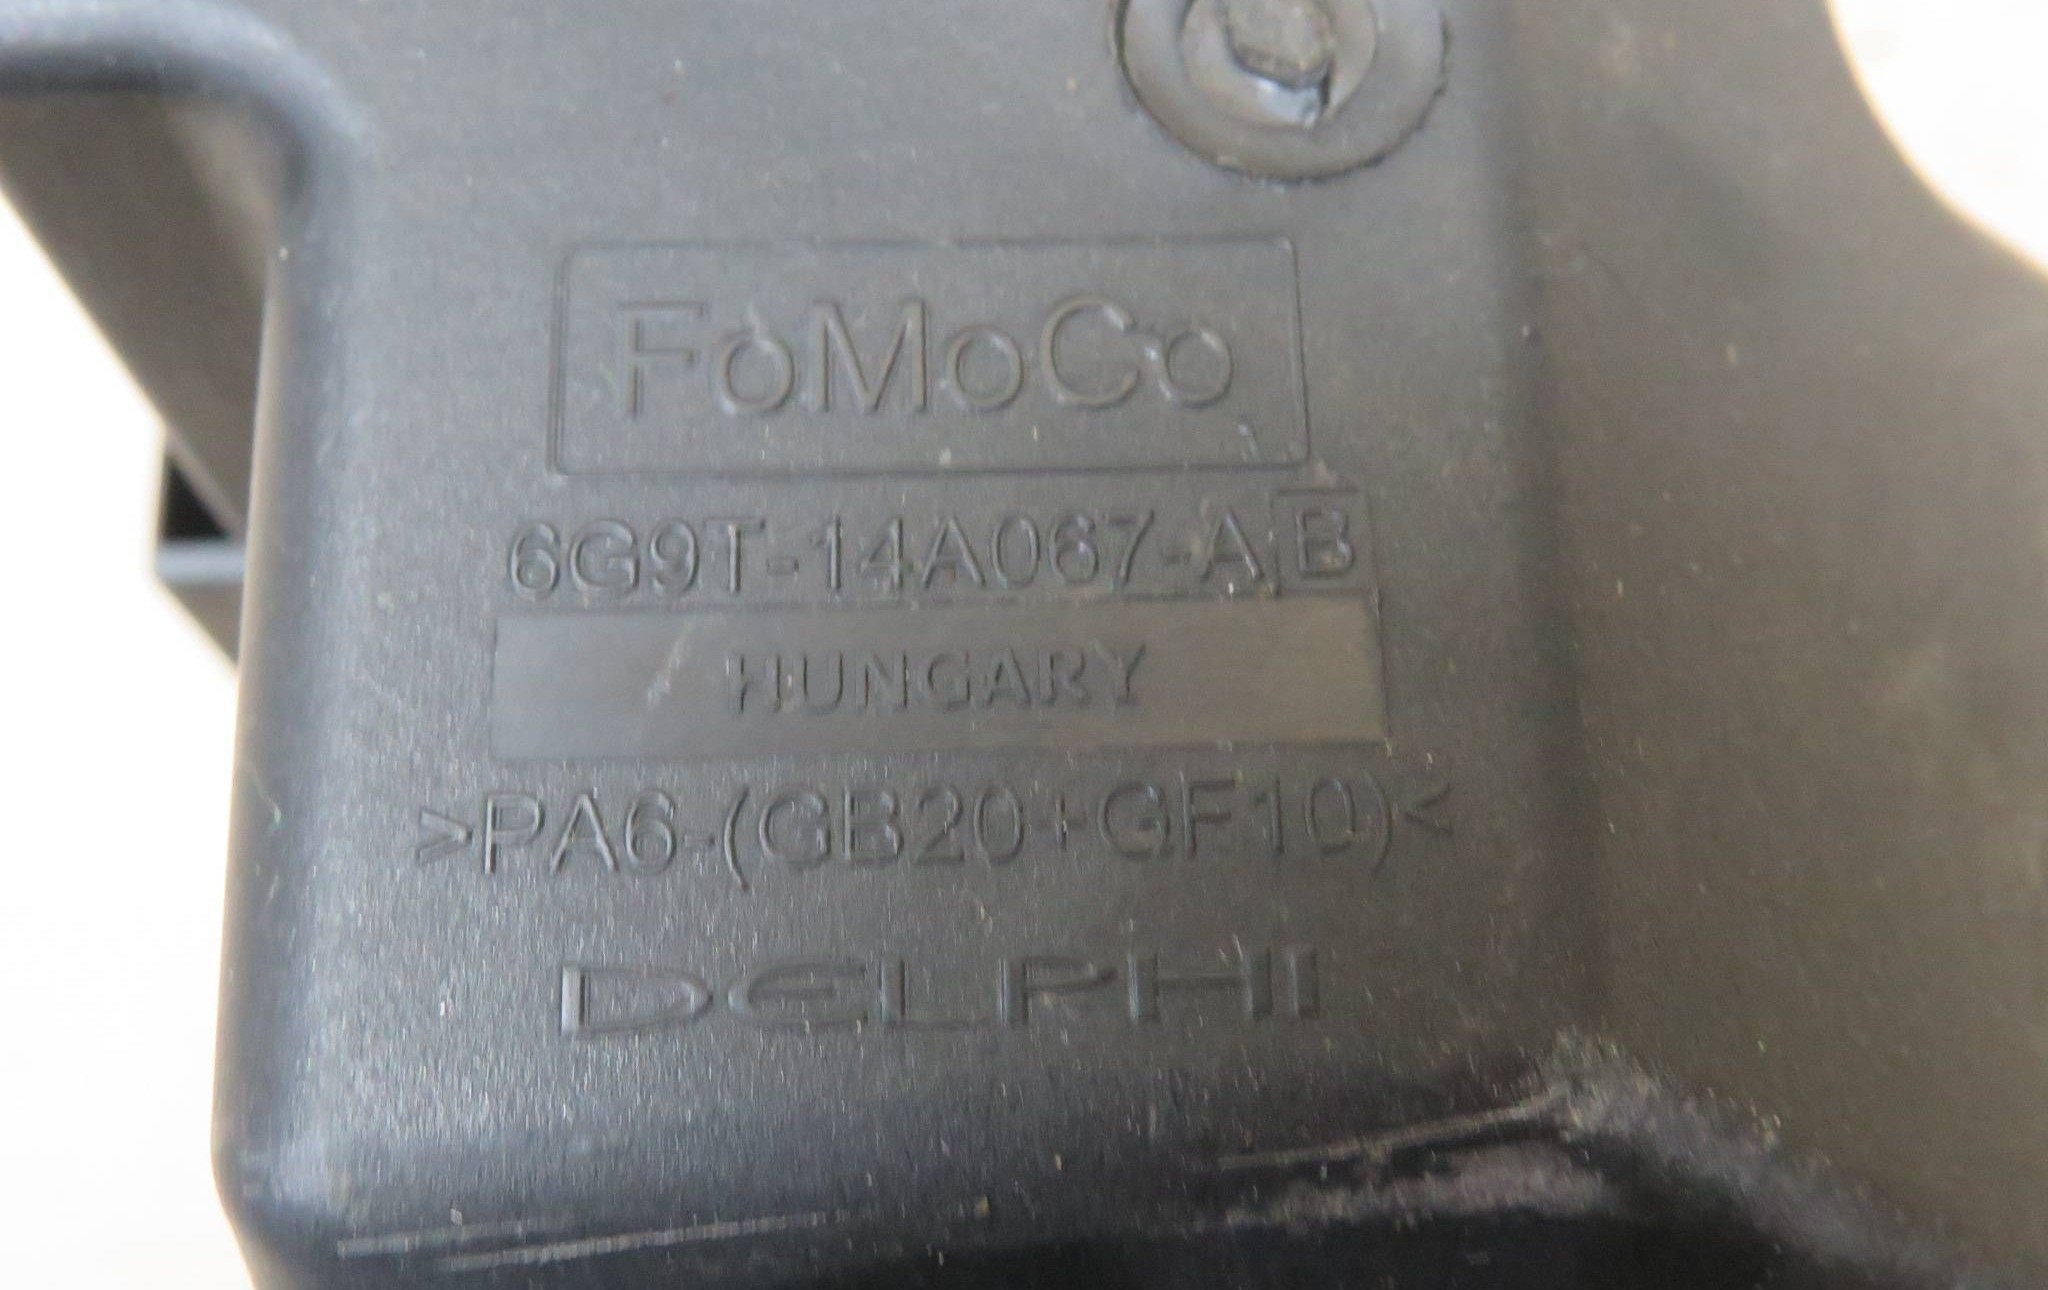 FoMoCo
6G9T-14A067-AB
HUNGARY
>PA6-(GB20+GF10)<
DELPHI